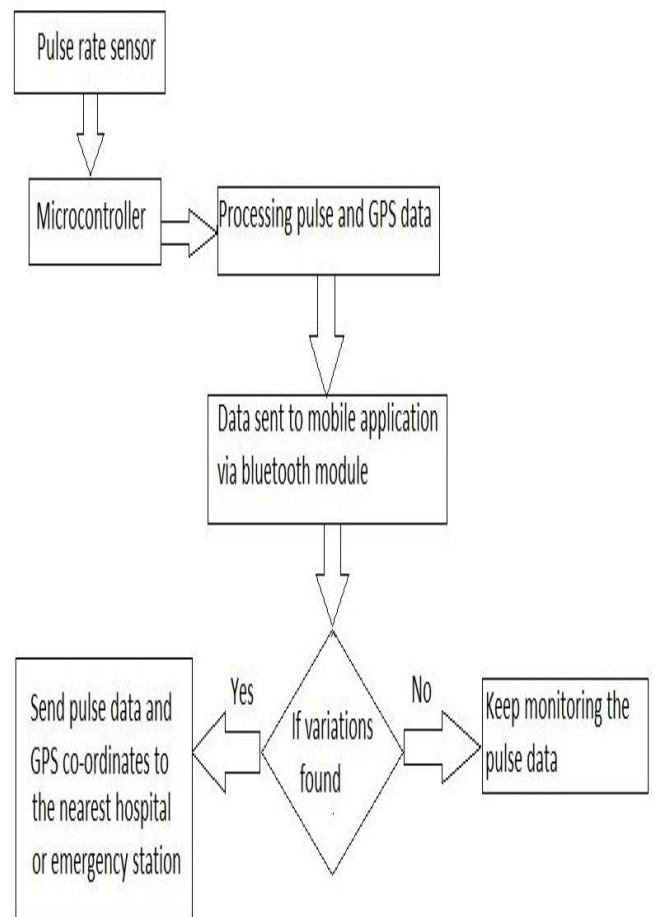 Pulse rate sensor
Microcontroller
Processing pulse and GPS data
Data sent to mobile application
via bluetooth module
Yes
If variations
found
No
Send pulse data and
GPS co-ordinates to
the nearest hospital
or emergency station
Keep monitoring the
pulse data